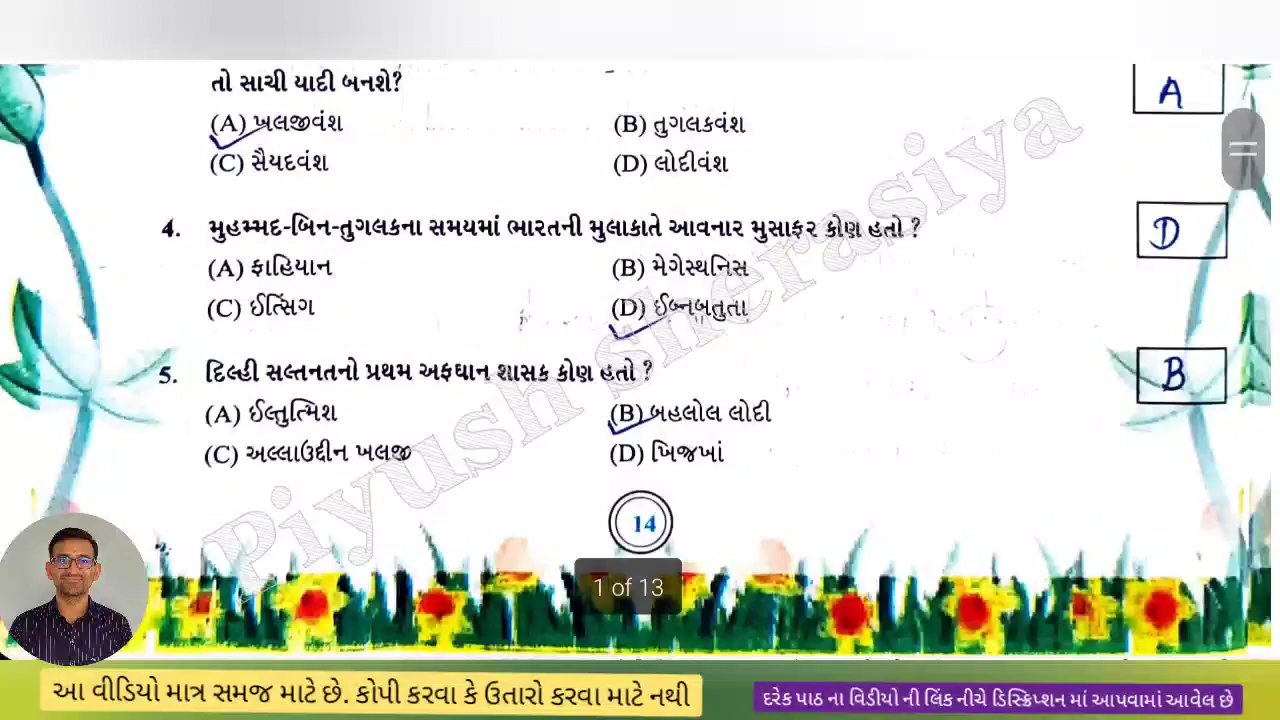 તો સાચી યાદી બનશે?
A
(A) ખલજીવંશ (B) તુગલકવંશ
(C) સૈયદવંશ (D) લોદીવંશ
4. મુહમ્મદ-બિન-તુગલકના સમયમાં ભારતની મુલાકાતે આવનાર મુસાફર કોણ હતો ?
D
(A) ફાહિયાન (B) મેગેસ્થનિસ
(C) ઈત્સિંગ (D) ઈબ્નબતુતા
5. દિલ્હી સલ્તનતનો પ્રથમ અફઘાન શાસક કોણ હતો ?
B
(A) ઈલ્તુત્મિશ (B) બહલોલ લોદી
(C) અલ્લાઉદ્દીન ખલજી (D) ખિજ્રખાં
Piyush sherasiya
14
1 of 13
આ વીડિયો માત્ર સમજ માટે છે. કોપી કરવા કે ઉતારો કરવા માટે નથી
દરેક પાઠ ના વિડીયો ની લિંક નીચે ડિસ્ક્રિપ્શન માં આપવામાં આવેલ છે